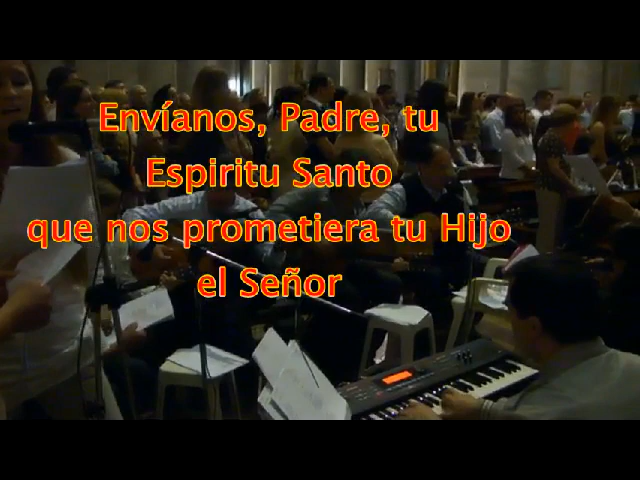 Envíanos, Padre, tu
Espiritu Santo
que nos prometiera tu Hijo
el Señor